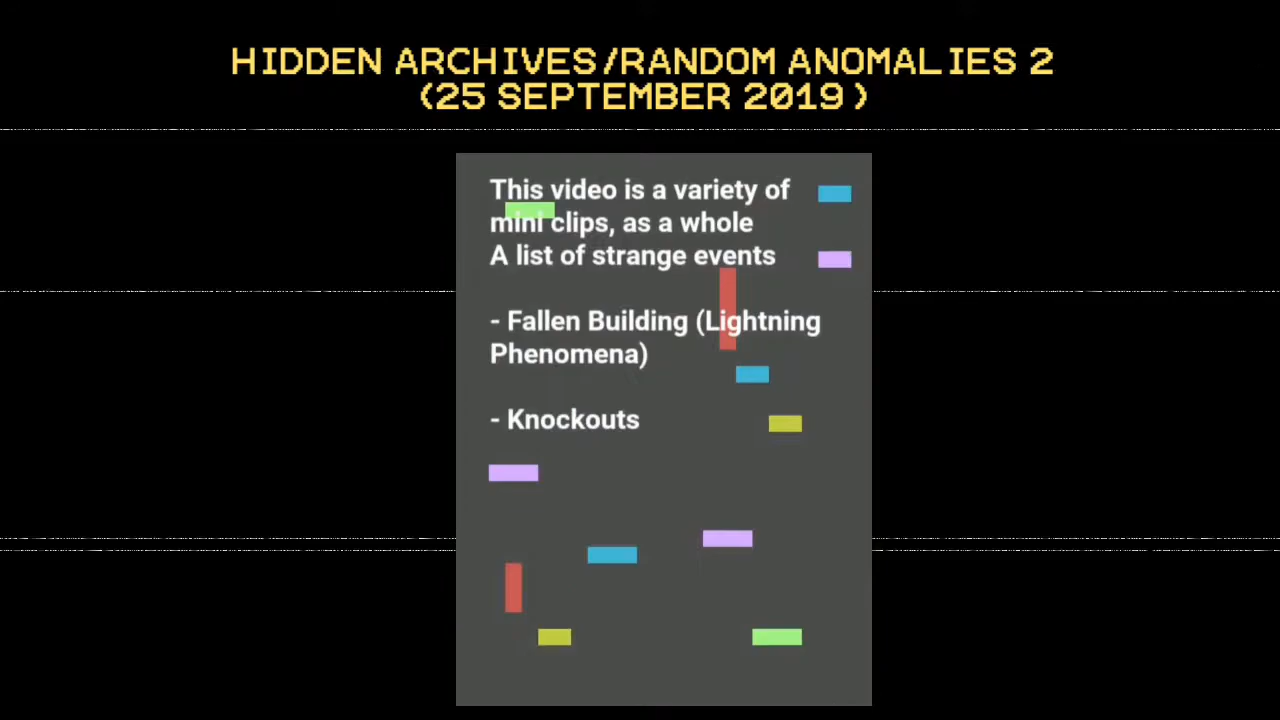 HIDDEN ARCHIVES/RANDOM ANOMALIES 2
(25 SEPTEMBER 2019)
This video is a variety of
mini clips, as a whole
A list of strange events
- Fallen Building (Lightning
Phenomena)
- Knockouts